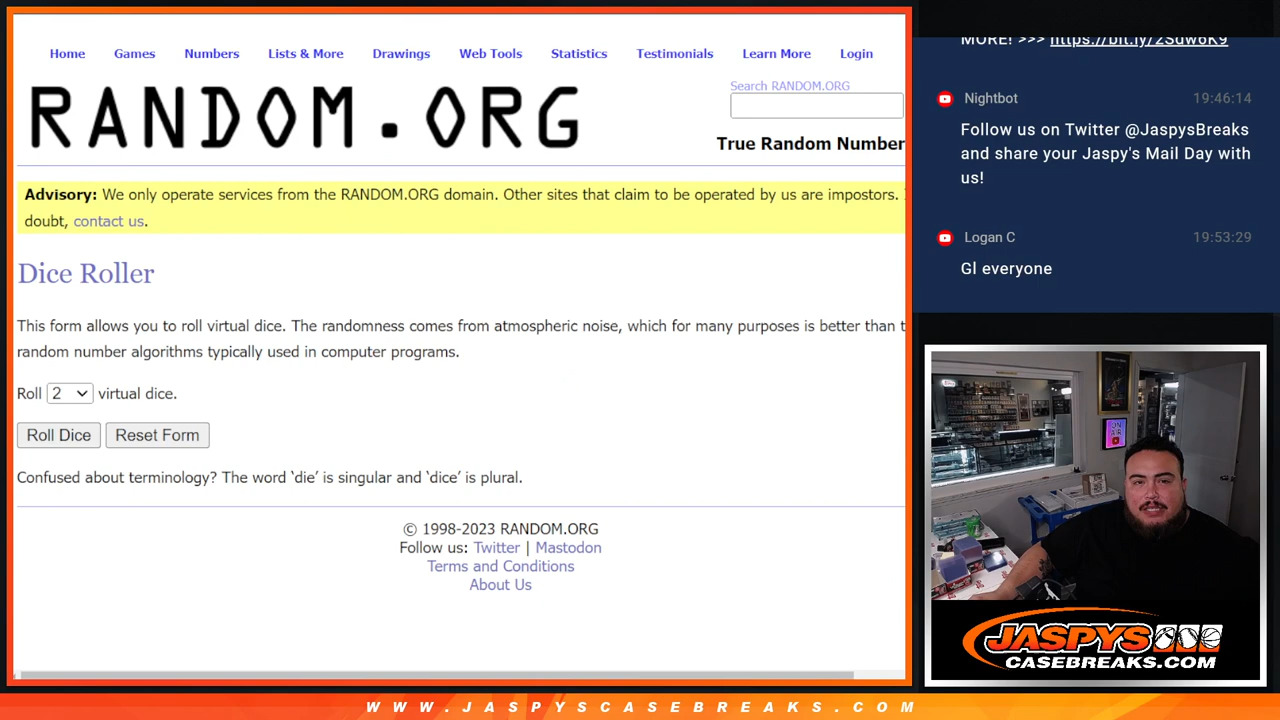 Home Games Numbers Lists & More Drawings Web Tools Statistics Testimonials Learn More Login
RANDOM.ORG
Search RANDOM.ORG
True Random Number
Advisory: We only operate services from the RANDOM.ORG domain. Other sites that claim to be operated by us are impostors.
doubt, contact us.
Dice Roller
This form allows you to roll virtual dice. The randomness comes from atmospheric noise, which for many purposes is better than t
random number algorithms typically used in computer programs.
Roll 2 virtual dice.
Roll Dice Reset Form
Confused about terminology? The word ‘die’ is singular and ‘dice’ is plural.
© 1998-2023 RANDOM.ORG
Follow us: Twitter | Mastodon
Terms and Conditions
About Us
MORE! >>> https://bit.ly/2Sdw6K9
Nightbot 19:46:14
Follow us on Twitter @JaspysBreaks
and share your Jaspy's Mail Day with
us!
Logan C 19:53:29
Gl everyone
JASPYS
CASEBREAKS.COM
WWW.JASPYSCASEBREAKS.COM